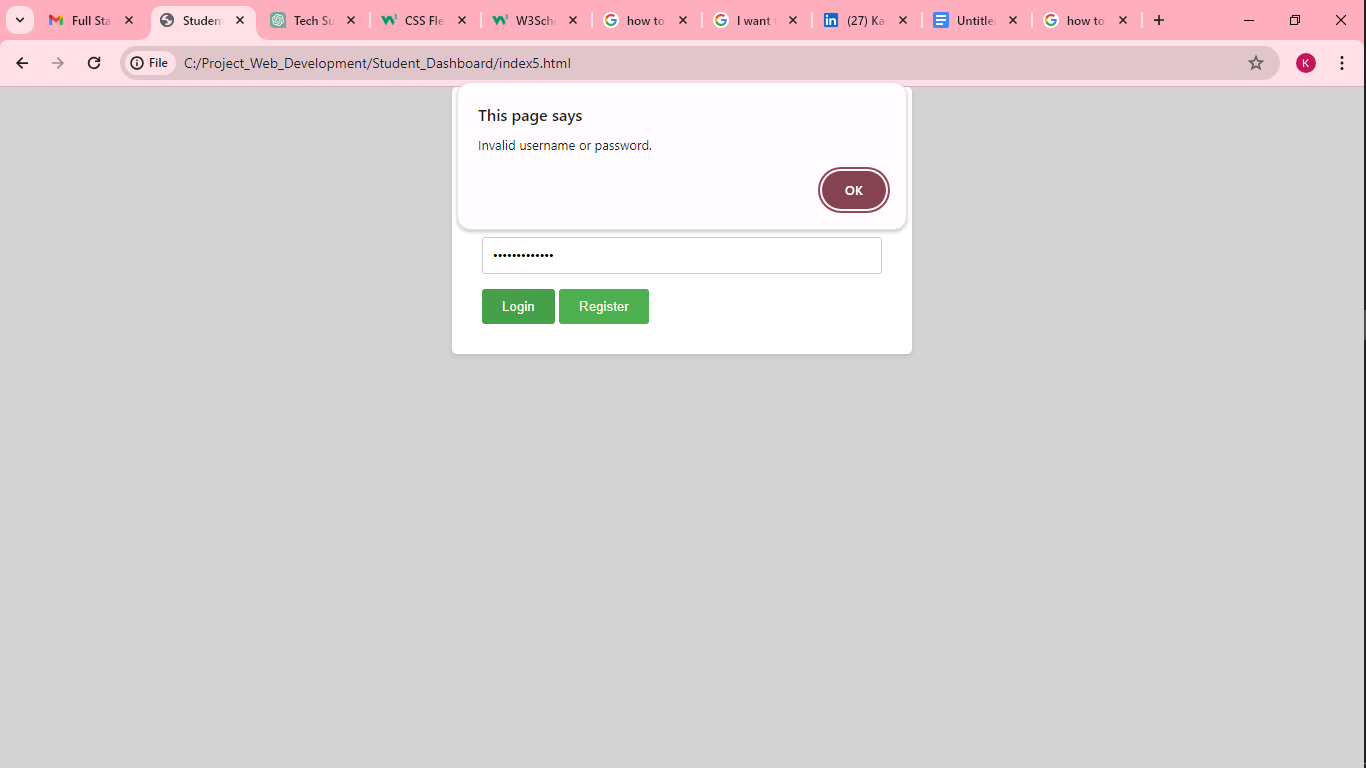 Full Sta
Studen
Tech Su
CSS Fle
W3Scho
how to
I want
(27) Ka
Untitle
how to
File
C:/Project_Web_Development/Student_Dashboard/index5.html
K
This page says
Invalid username or password.
OK
•••••••••••••
Login
Register